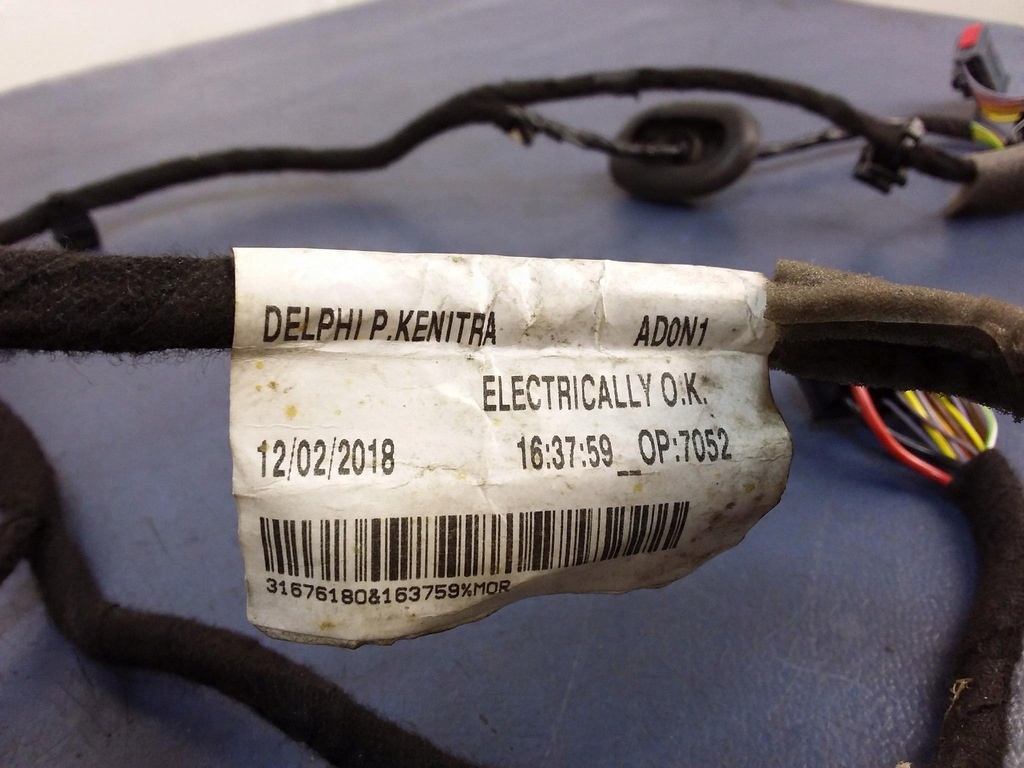 DELPHI P.KENITRA ADON1
ELECTRICALLY O.K.
12/02/2018 16:37:59_OP:7052
31676180&163759%MOR